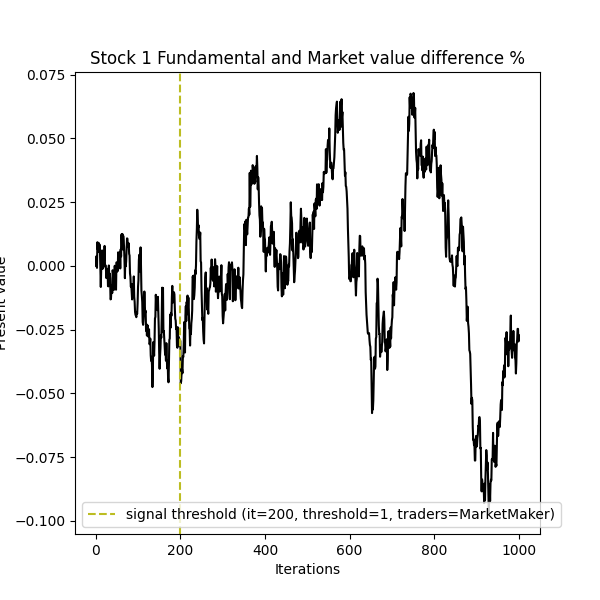 Stock 1 Fundamental and Market value difference %
Present value
0.075
0.050
0.025
0.000
−0.025
−0.050
−0.075
−0.100
signal threshold (it=200, threshold=1, traders=MarketMaker)
0 200 400 600 800 1000
Iterations